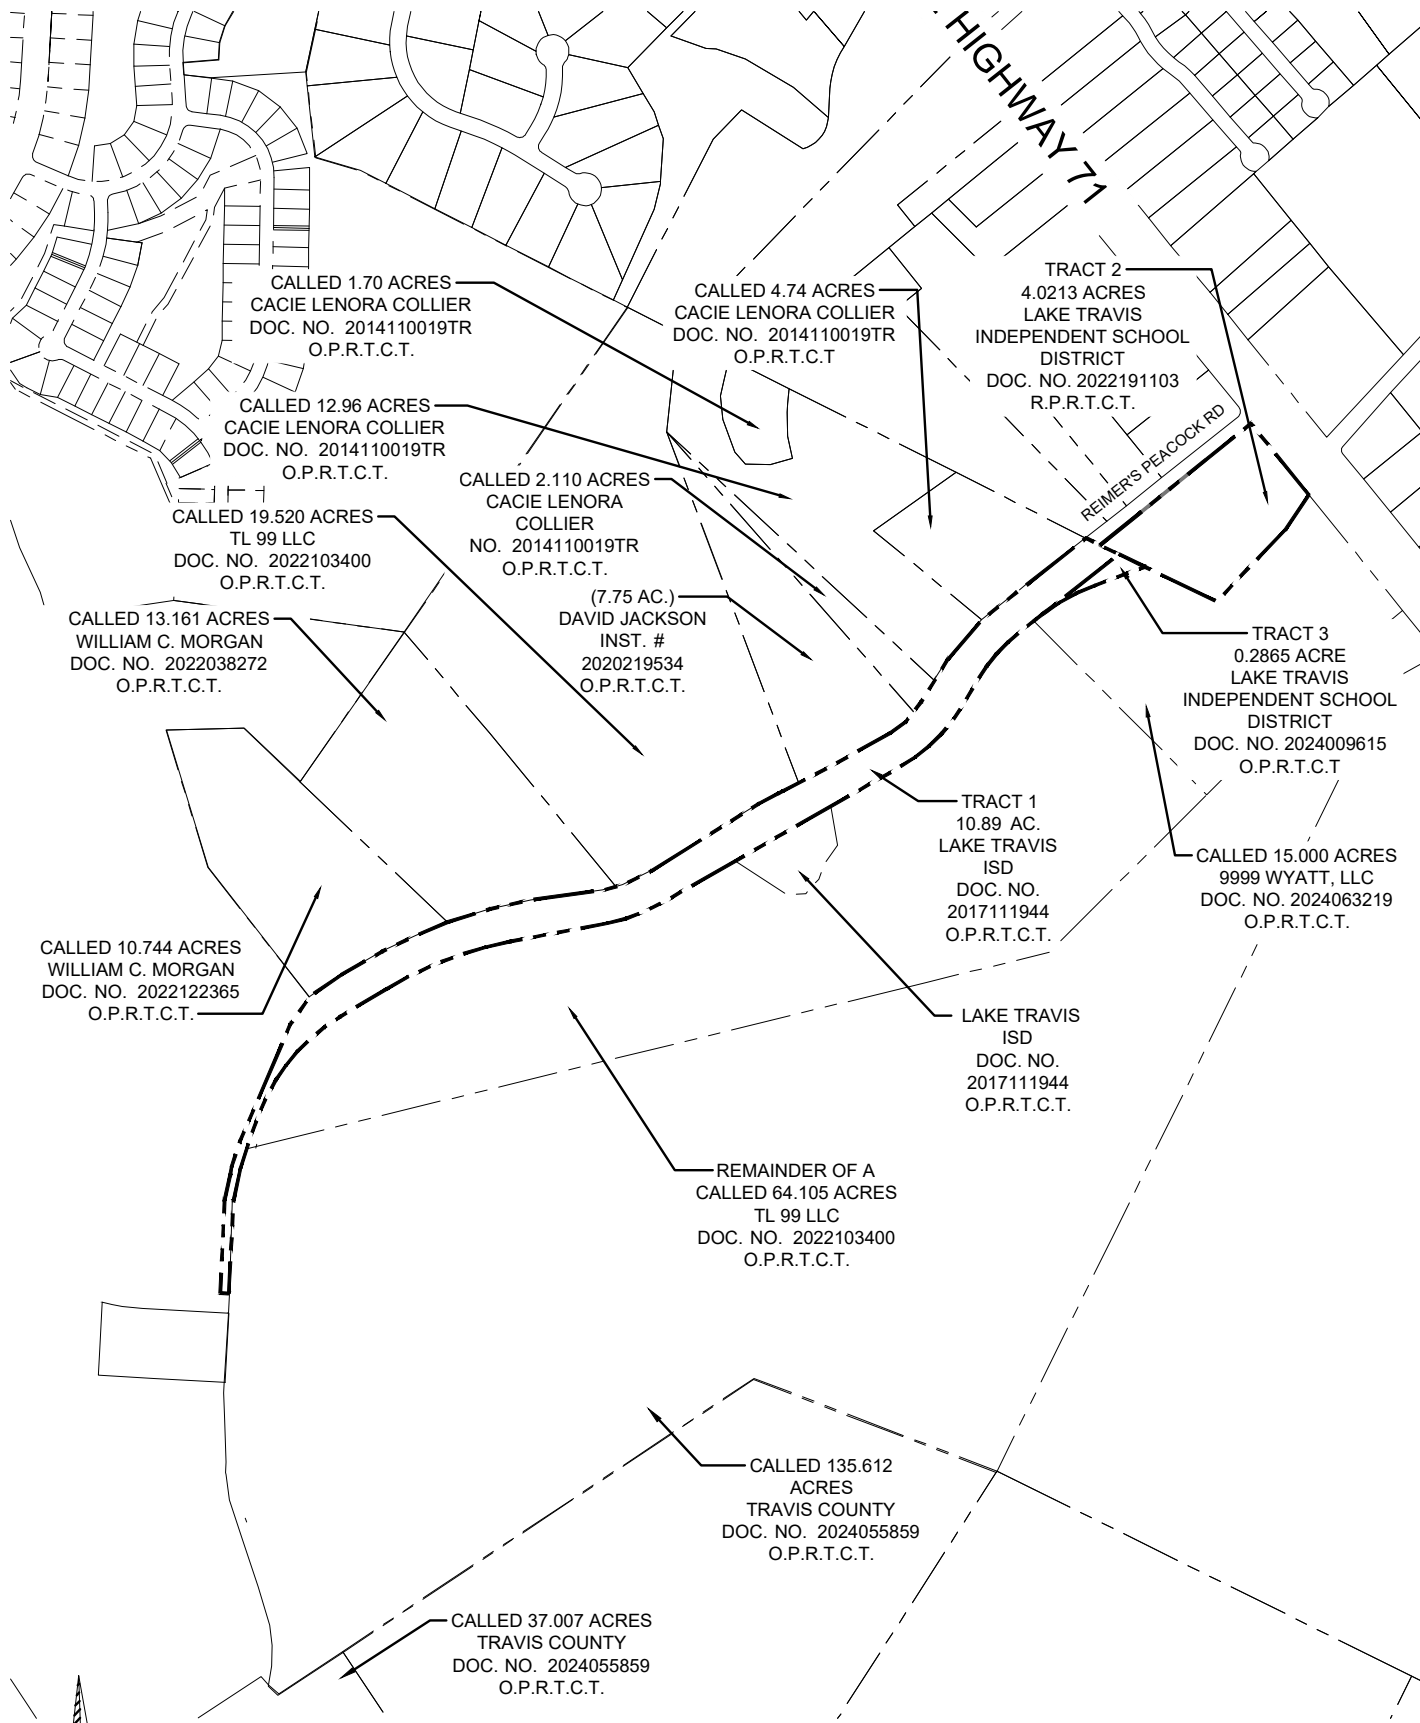 HIGHWAY 71
CALLED 1.70 ACRES
CACIE LENORA COLLIER
DOC. NO. 2014110019TR
O.P.R.T.C.T.
CALLED 4.74 ACRES
CACIE LENORA COLLIER
DOC. NO. 2014110019TR
O.P.R.T.C.T
TRACT 2
4.0213 ACRES
LAKE TRAVIS
INDEPENDENT SCHOOL
DISTRICT
DOC. NO. 2022191103
R.P.R.T.C.T.
CALLED 12.96 ACRES
CACIE LENORA COLLIER
DOC. NO. 2014110019TR
O.P.R.T.C.T.
REIMER'S PEACOCK RD
CALLED 2.110 ACRES
CACIE LENORA
COLLIER
NO. 2014110019TR
O.P.R.T.C.T.
CALLED 19.520 ACRES
TL 99 LLC
DOC. NO. 2022103400
O.P.R.T.C.T.
(7.75 AC.)
DAVID JACKSON
INST. #
2020219534
O.P.R.T.C.T.
CALLED 13.161 ACRES
WILLIAM C. MORGAN
DOC. NO. 2022038272
O.P.R.T.C.T.
TRACT 3
0.2865 ACRE
LAKE TRAVIS
INDEPENDENT SCHOOL
DISTRICT
DOC. NO. 2024009615
O.P.R.T.C.T
TRACT 1
10.89 AC.
LAKE TRAVIS
ISD
DOC. NO.
2017111944
O.P.R.T.C.T.
CALLED 15.000 ACRES
9999 WYATT, LLC
DOC. NO. 2024063219
O.P.R.T.C.T.
CALLED 10.744 ACRES
WILLIAM C. MORGAN
DOC. NO. 2022122365
O.P.R.T.C.T.
LAKE TRAVIS
ISD
DOC. NO.
2017111944
O.P.R.T.C.T.
REMAINDER OF A
CALLED 64.105 ACRES
TL 99 LLC
DOC. NO. 2022103400
O.P.R.T.C.T.
CALLED 135.612
ACRES
TRAVIS COUNTY
DOC. NO. 2024055859
O.P.R.T.C.T.
CALLED 37.007 ACRES
TRAVIS COUNTY
DOC. NO. 2024055859
O.P.R.T.C.T.